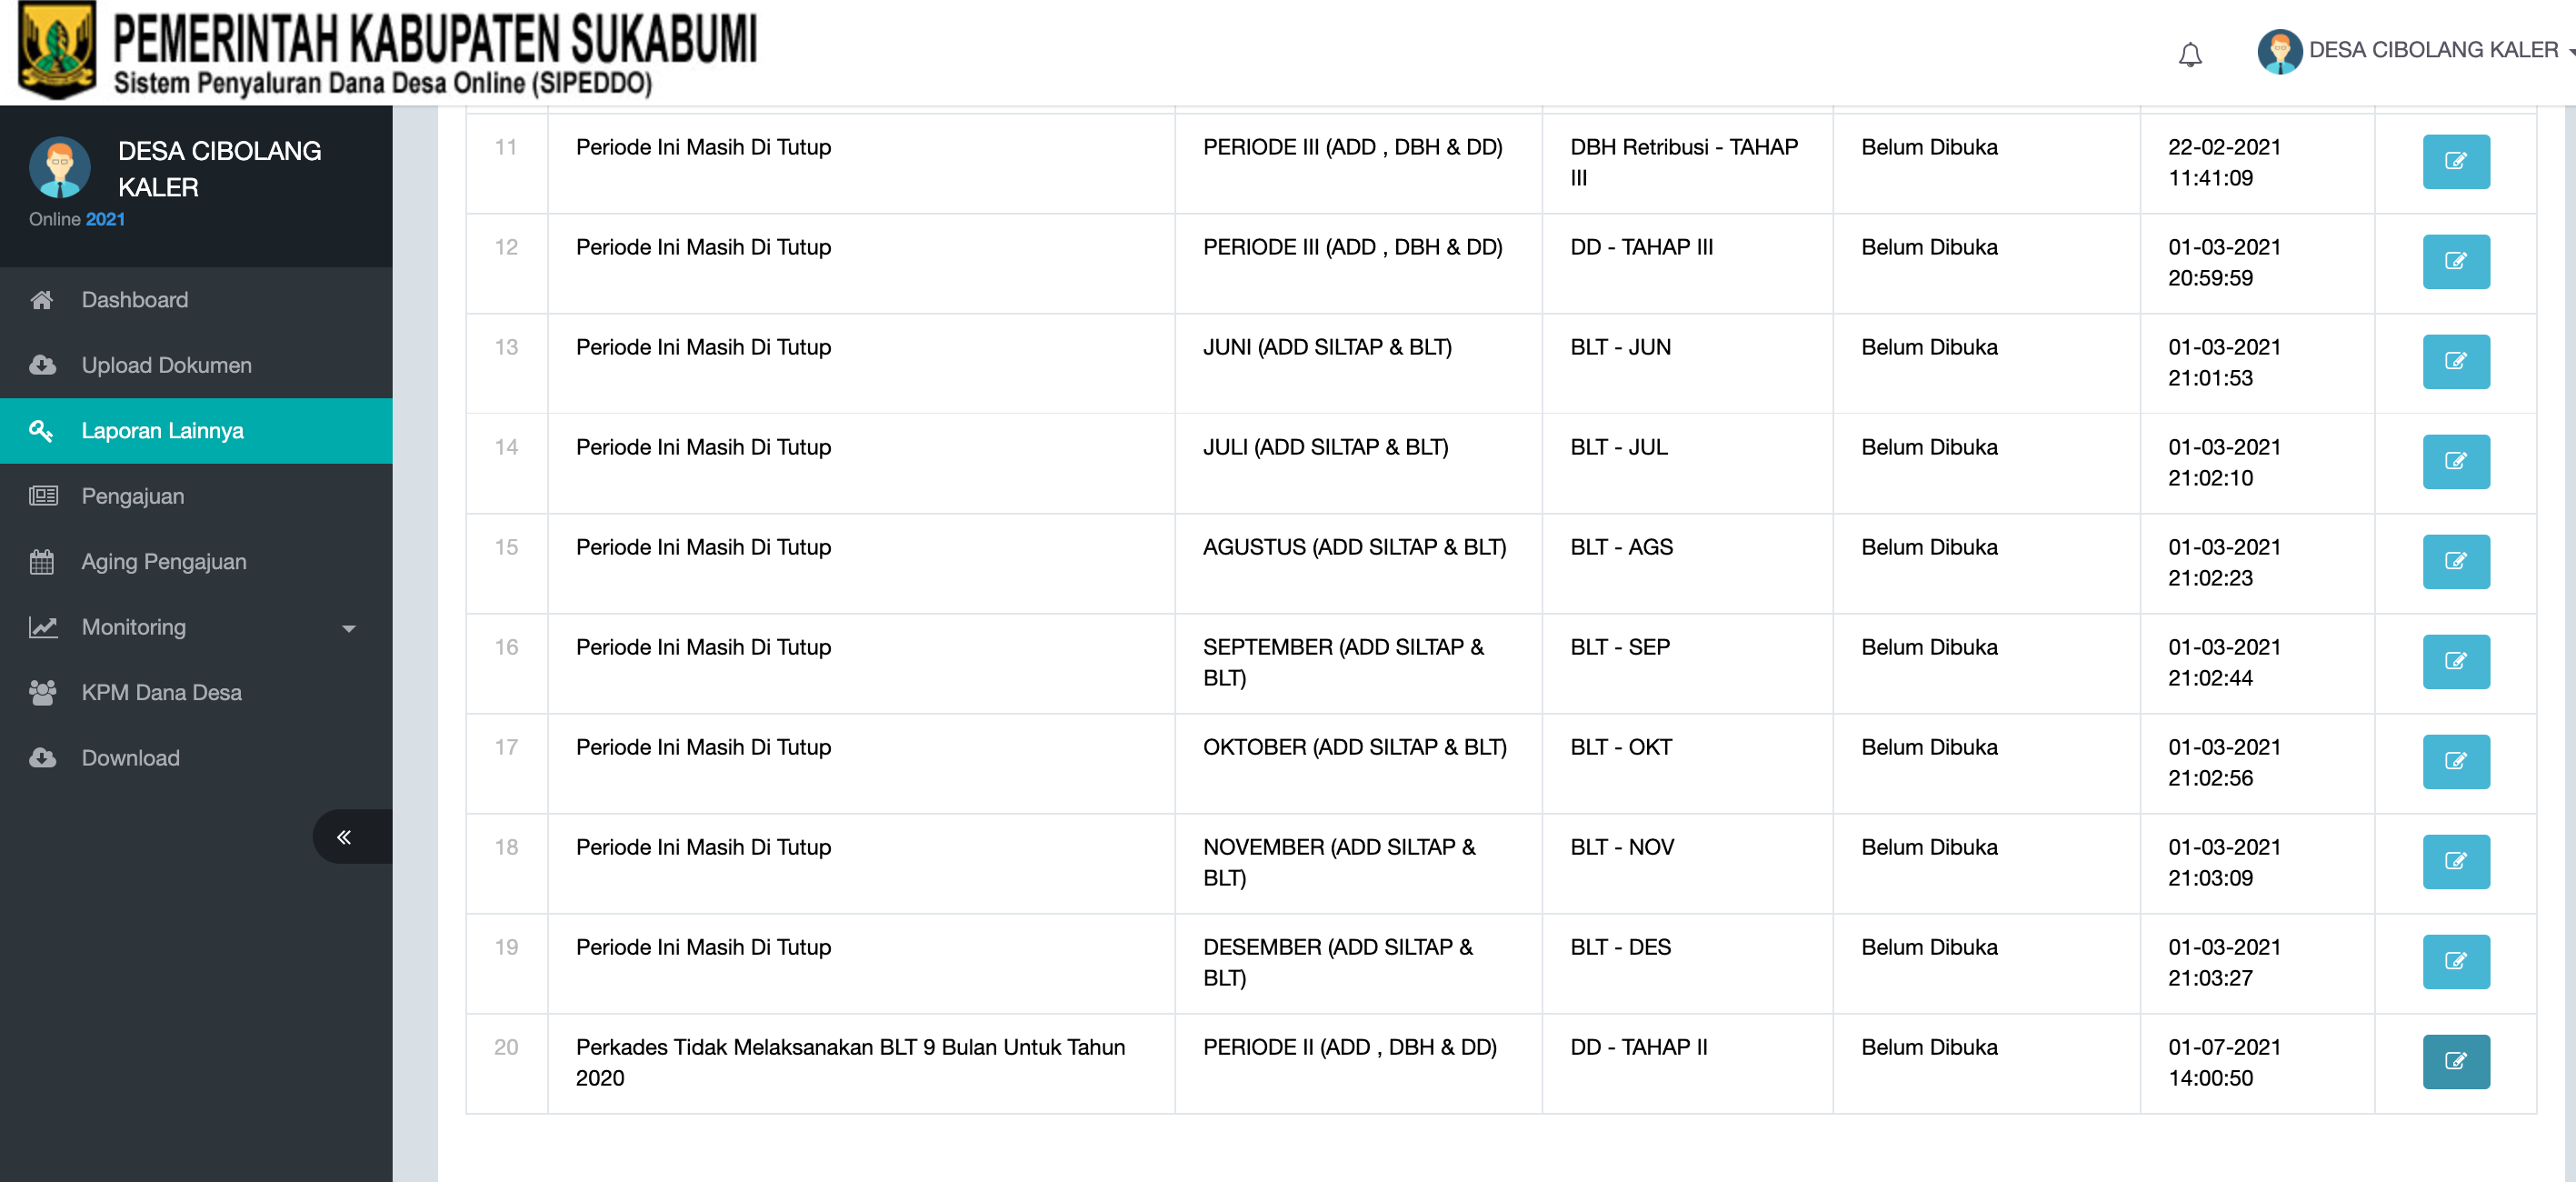 PEMERINTAH KABUPATEN SUKABUMI
Sistem Penyaluran Dana Desa Online (SIPEDDO)
DESA CIBOLANG KALER
DESA CIBOLANG
KALER
Online 2021
Dashboard
Upload Dokumen
Laporan Lainnya
Pengajuan
Aging Pengajuan
Monitoring
KPM Dana Desa
Download
11 Periode Ini Masih Di Tutup PERIODE III (ADD , DBH & DD) DBH Retribusi - TAHAP Belum Dibuka 22-02-2021
III 11:41:09
12 Periode Ini Masih Di Tutup PERIODE III (ADD , DBH & DD) DD - TAHAP III Belum Dibuka 01-03-2021
20:59:59
13 Periode Ini Masih Di Tutup JUNI (ADD SILTAP & BLT) BLT - JUN Belum Dibuka 01-03-2021
21:01:53
14 Periode Ini Masih Di Tutup JULI (ADD SILTAP & BLT) BLT - JUL Belum Dibuka 01-03-2021
21:02:10
15 Periode Ini Masih Di Tutup AGUSTUS (ADD SILTAP & BLT) BLT - AGS Belum Dibuka 01-03-2021
21:02:23
16 Periode Ini Masih Di Tutup SEPTEMBER (ADD SILTAP & BLT - SEP Belum Dibuka 01-03-2021
BLT) 21:02:44
17 Periode Ini Masih Di Tutup OKTOBER (ADD SILTAP & BLT) BLT - OKT Belum Dibuka 01-03-2021
21:02:56
18 Periode Ini Masih Di Tutup NOVEMBER (ADD SILTAP & BLT - NOV Belum Dibuka 01-03-2021
BLT) 21:03:09
19 Periode Ini Masih Di Tutup DESEMBER (ADD SILTAP & BLT - DES Belum Dibuka 01-03-2021
BLT) 21:03:27
20 Perkades Tidak Melaksanakan BLT 9 Bulan Untuk Tahun PERIODE II (ADD , DBH & DD) DD - TAHAP II Belum Dibuka 01-07-2021
2020 14:00:50